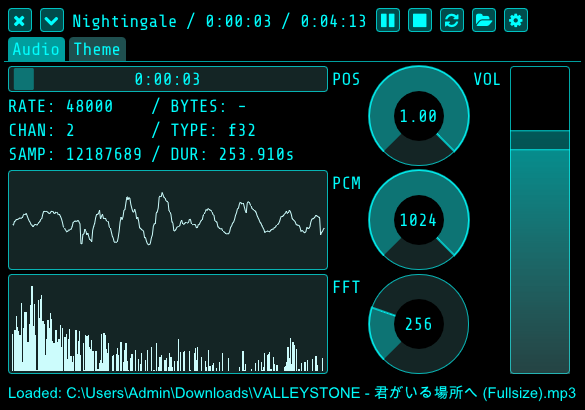 Nightingale / 0:00:03 / 0:04:13
Audio Theme
0:00:03
RATE: 48000 / BYTES: -
CHAN: 2 / TYPE: f32
SAMP: 12187689 / DUR: 253.910s
POS
1.00
PCM
1024
FFT
256
VOL
Loaded: C:\Users\Admin\Downloads\VALLEYSTONE - 君がいる場所へ (Fullsize).mp3